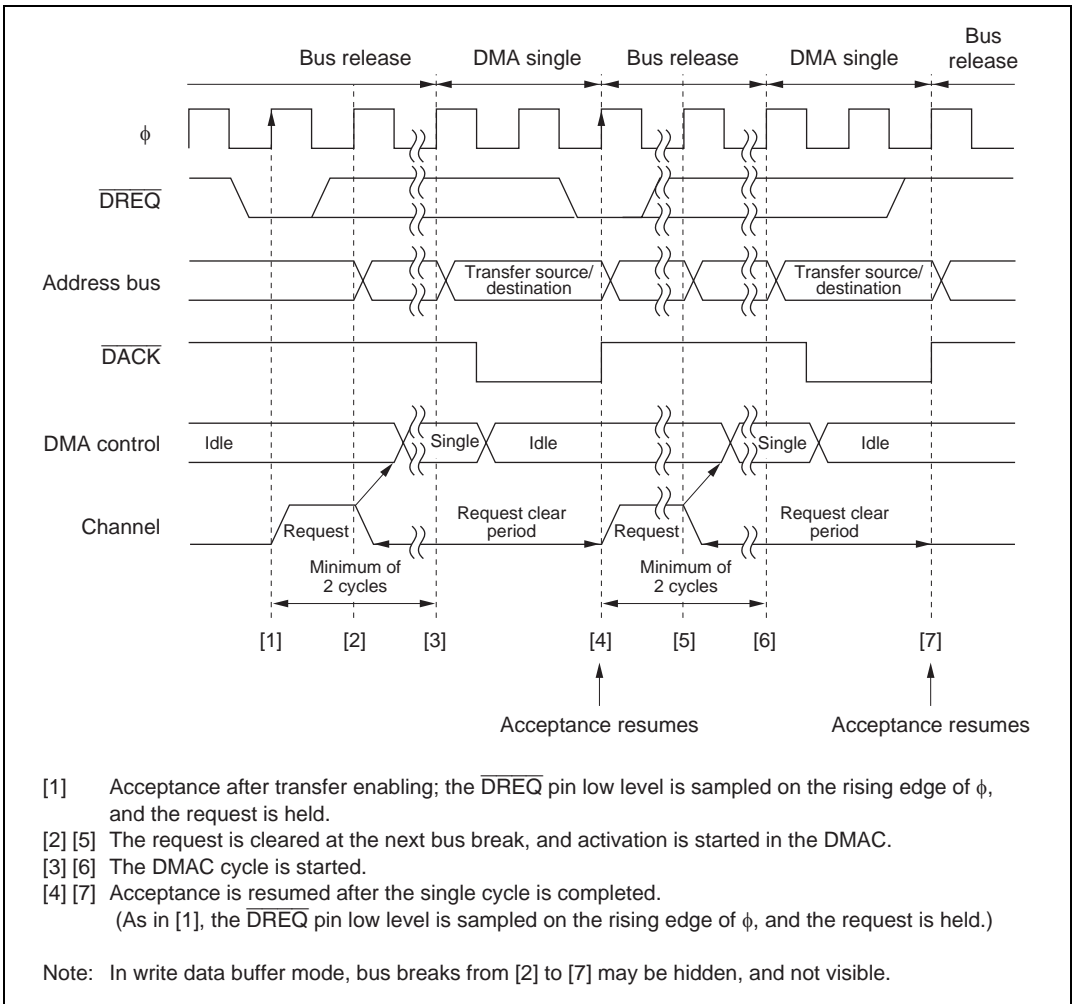 Bus release DMA single Bus release DMA single Bus
release
ϕ
DREQ
Address bus Transfer source/
destination Transfer source/
destination
DACK
DMA control Idle Single Idle Single Idle
Channel Request Request clear
period Request Request clear
period
Minimum of
2 cycles Minimum of
2 cycles
[1] [2] [3] [4] [5] [6] [7]
Acceptance resumes Acceptance resumes
[1] Acceptance after transfer enabling; the DREQ pin low level is sampled on the rising edge of ϕ,
and the request is held.
[2] [5] The request is cleared at the next bus break, and activation is started in the DMAC.
[3] [6] The DMAC cycle is started.
[4] [7] Acceptance is resumed after the single cycle is completed.
(As in [1], the DREQ pin low level is sampled on the rising edge of ϕ, and the request is held.)
Note: In write data buffer mode, bus breaks from [2] to [7] may be hidden, and not visible.